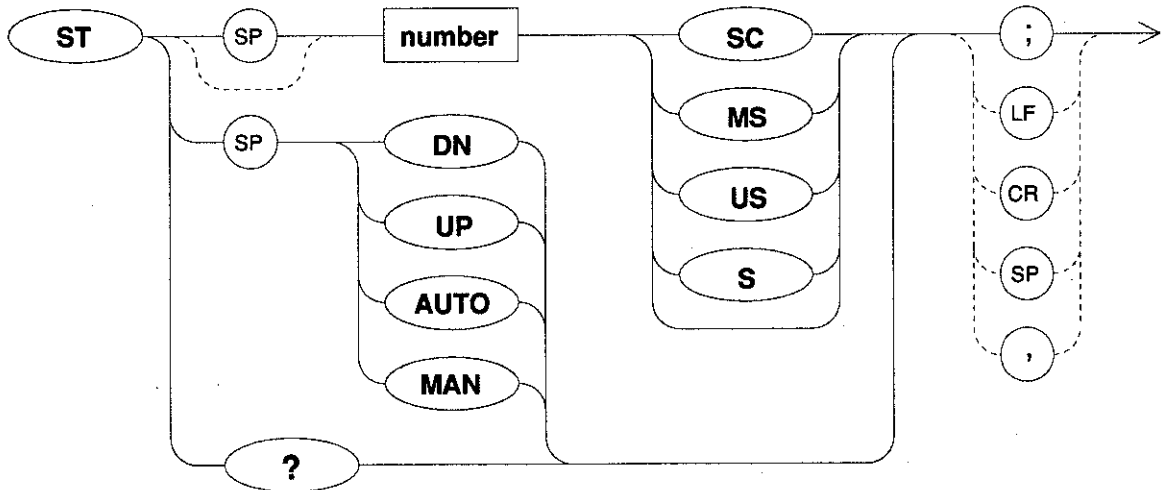 ST SP number SC ;
MS LF
SP DN
US CR
UP
S SP
AUTO
,
MAN
?